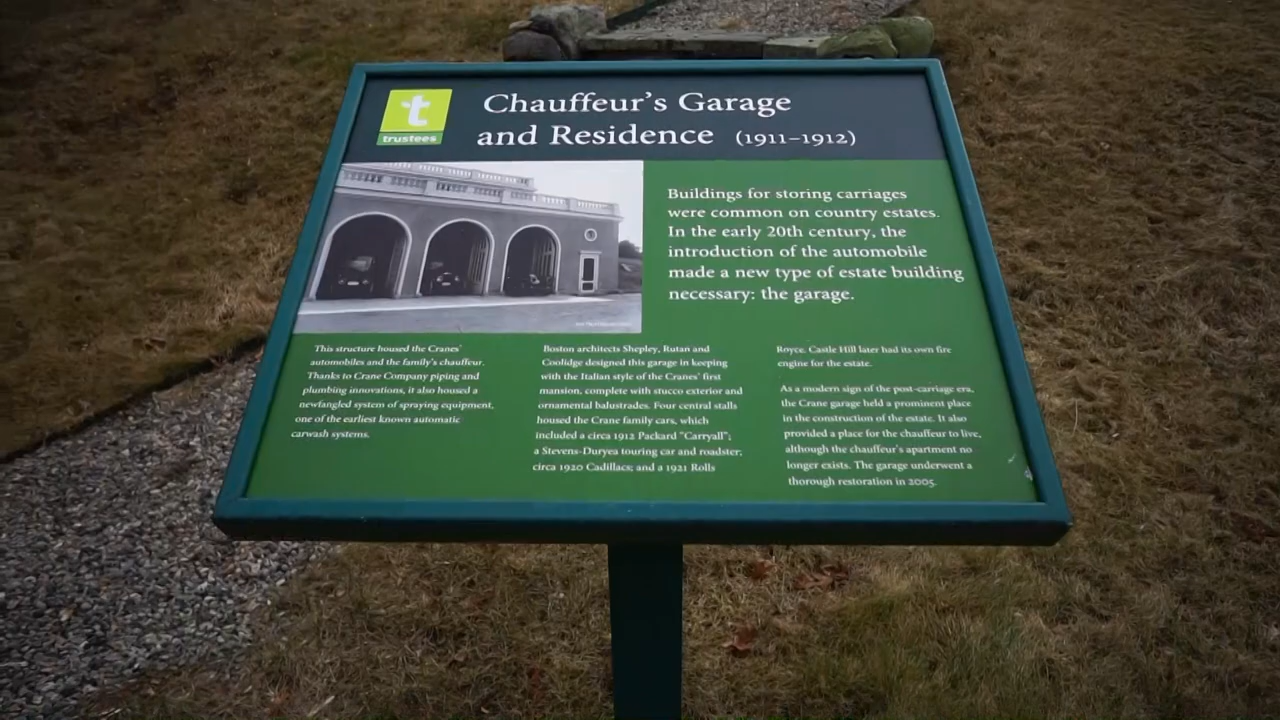 t
trustees
Chauffeur's Garage
and Residence (1911–1912)
Buildings for storing carriages
were common on country estates.
In the early 20th century, the
introduction of the automobile
made a new type of estate building
necessary: the garage.
This structure housed the Cranes'
automobiles and the family's chauffeur.
Thanks to Crane Company piping and
plumbing innovations, it also housed a
newfangled system of spraying equipment,
one of the earliest known automatic
carwash systems.
Boston architects Shepley, Rutan and
Coolidge designed this garage in keeping
with the Italian style of the Cranes' first
mansion, complete with stucco exterior and
ornamental balustrades. Four central stalls
housed the Crane family cars, which
included a circa 1912 Packard "Carryall";
a Stevens-Duryea touring car and roadster;
circa 1920 Cadillacs; and a 1921 Rolls
Royce. Castle Hill later had its own fire
engine for the estate.
As a modern sign of the post-carriage era,
the Crane garage held a prominent place
in the construction of the estate. It also
provided a place for the chauffeur to live,
although the chauffeur's apartment no
longer exists. The garage underwent a
thorough restoration in 2005.